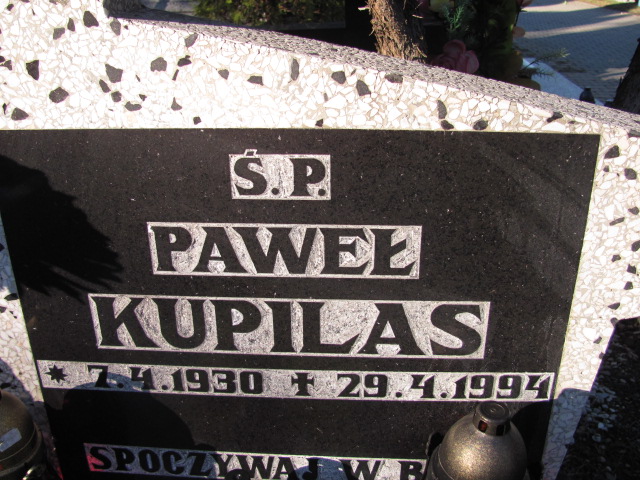 Ś.P.
PAWEŁ
KUPILAS
* 7.4.1930 ✝ 29.4.1994
SPOCZYWAJ W